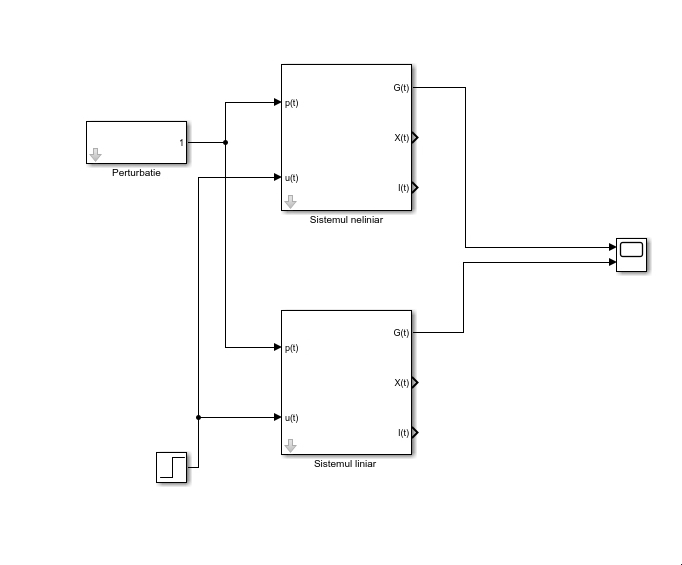 G(t)
p(t)
X(t)
1
Perturbatie
u(t)
I(t)
Sistemul neliniar
G(t)
p(t)
X(t)
u(t)
I(t)
Sistemul liniar